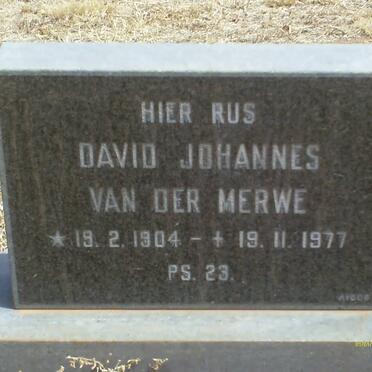 HIER RUS
DAVID JOHANNES
VAN DER MERWE
★ 19. 2. 1904 - ✝ 19. 11. 1977
PS. 23.